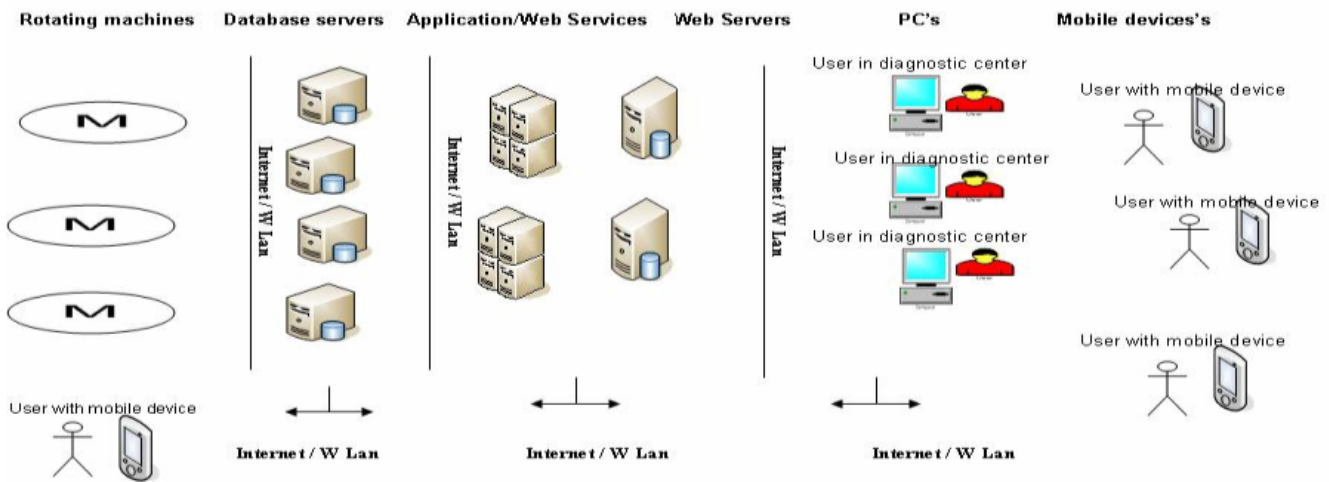 Rotating machines
Database servers
Application/Web Services
Web Servers
PC's
Mobile devices's
M
M
M
User with mobile device
Internet / W Lan
Internet / W Lan
Internet / W Lan
User in diagnostic center
User in diagnostic center
User in diagnostic center
User with mobile device
User with mobile device
User with mobile device
Internet / W Lan
Internet / W Lan
Internet / W Lan